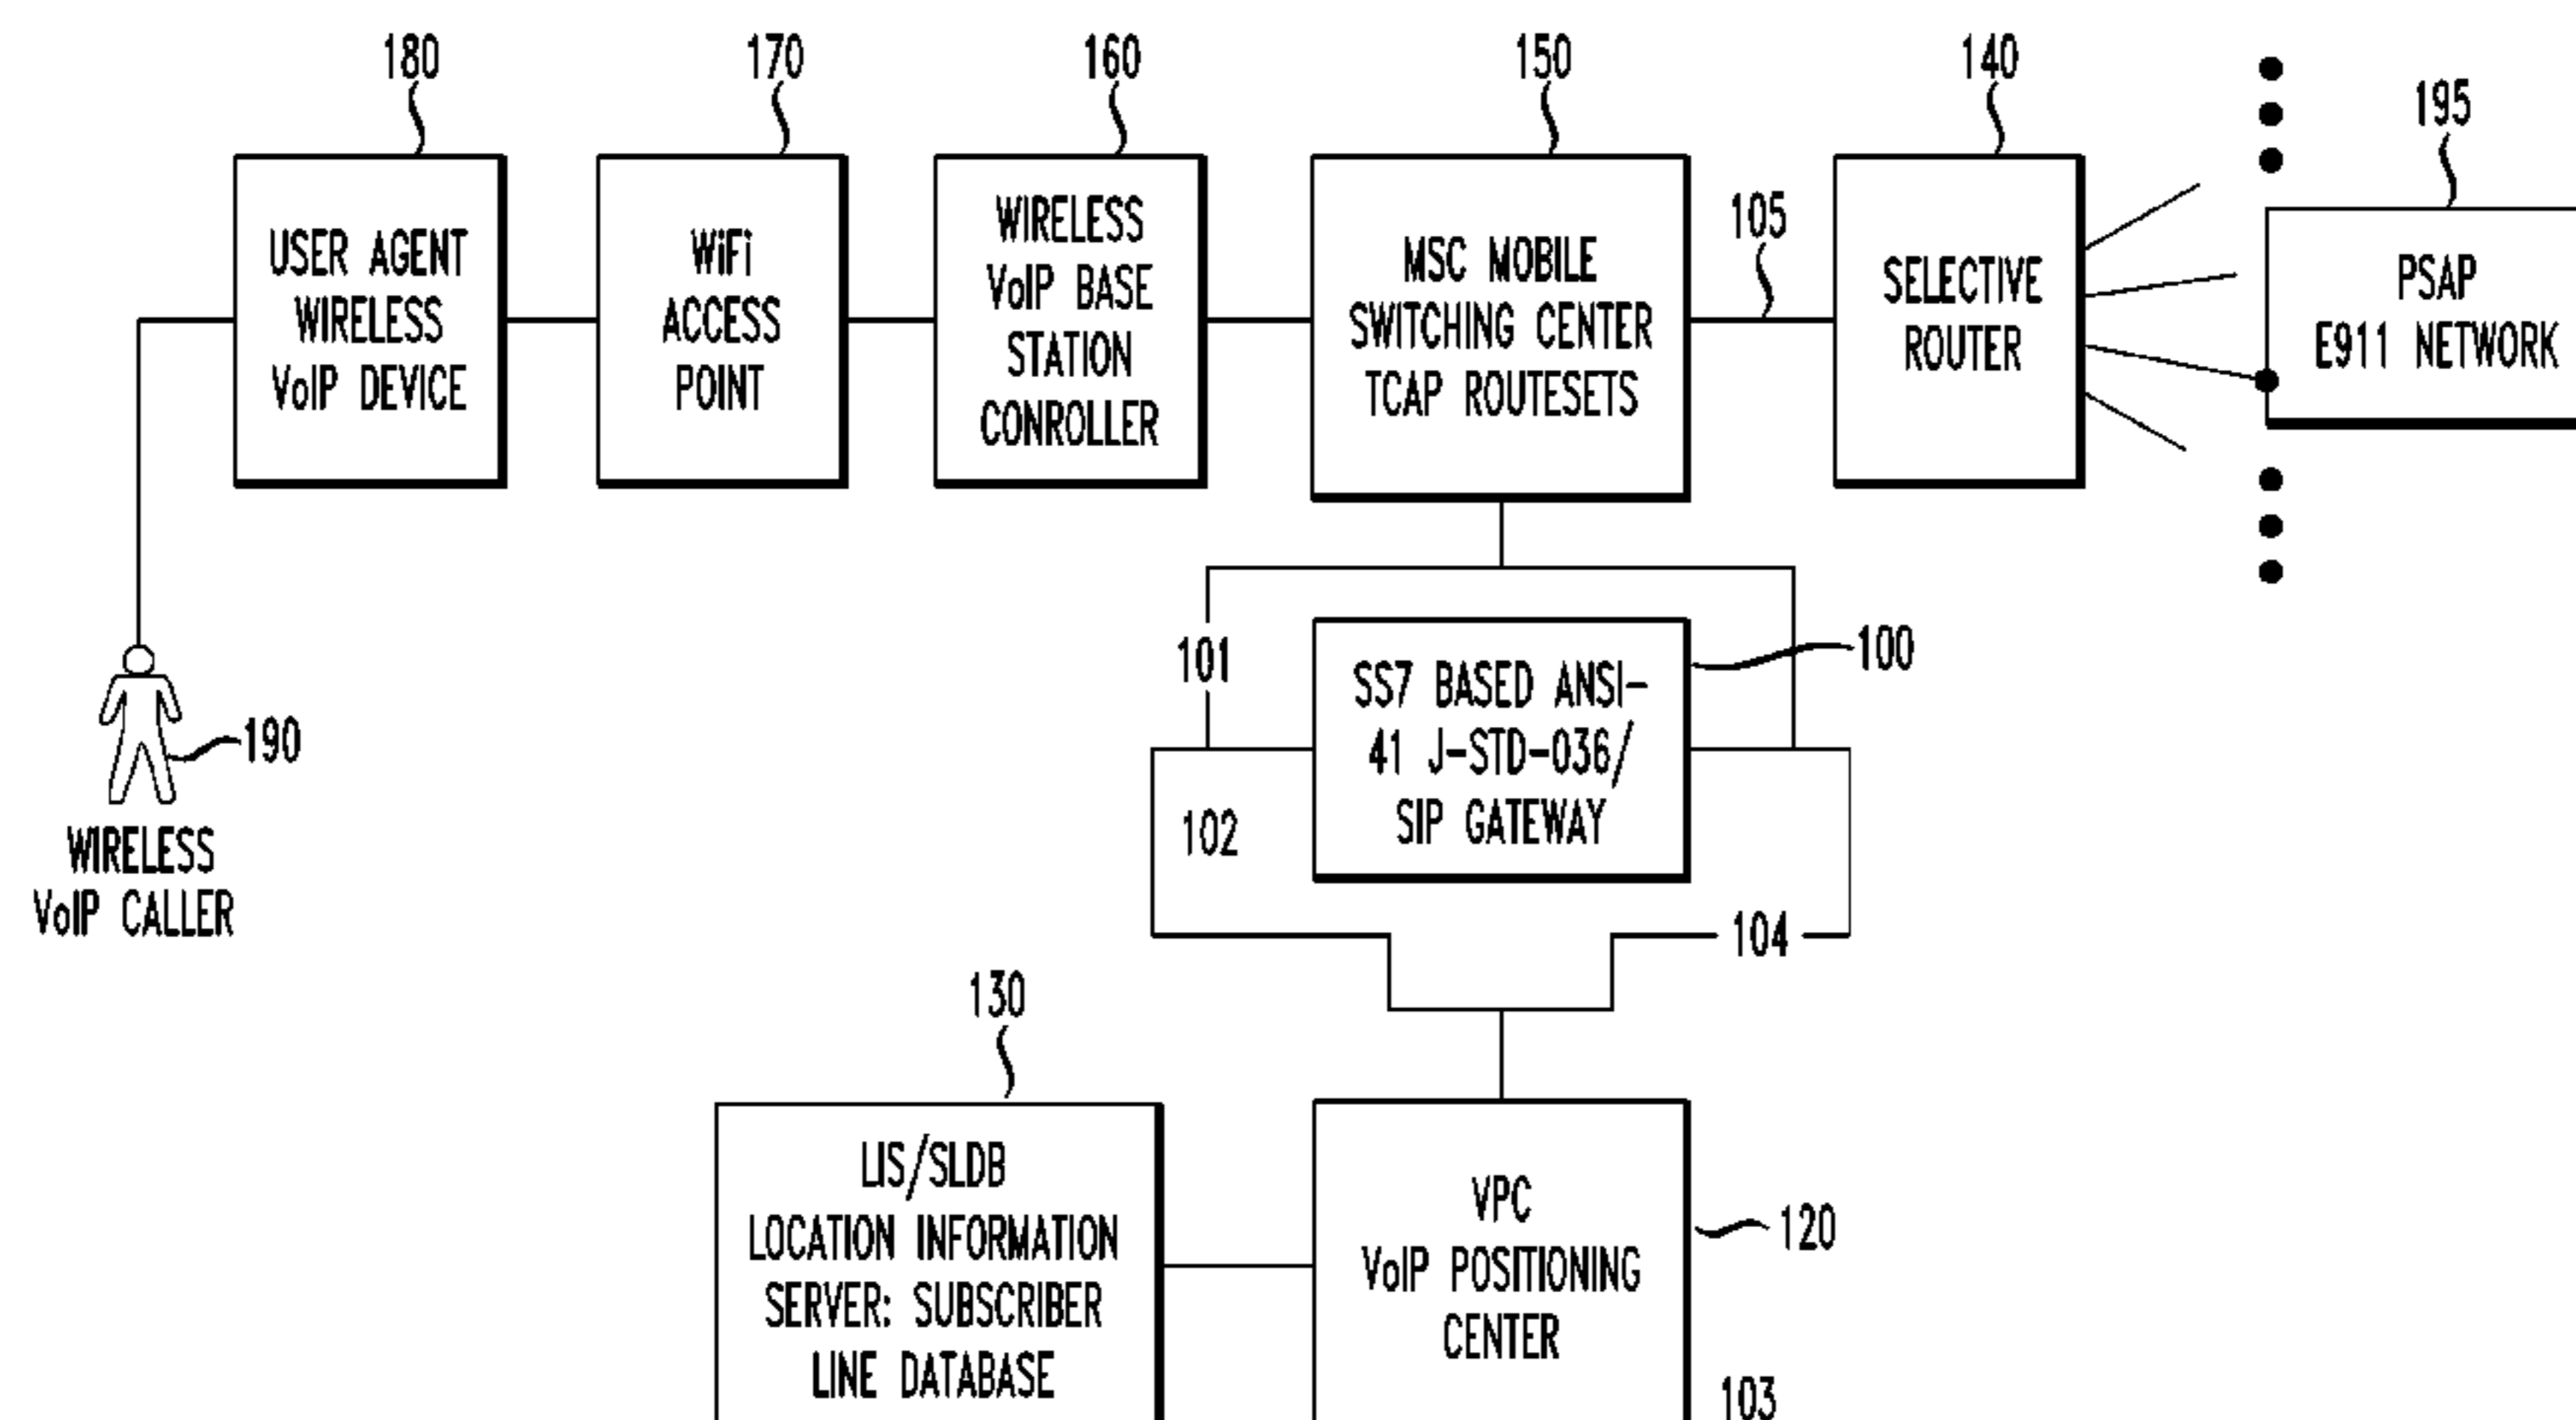 180
170
160
150
140
195
USER AGENT
WIRELESS
VoIP DEVICE
WiFi
ACCESS
POINT
WIRELESS
VoIP BASE
STATION
CONROLLER
MSC MOBILE
SWITCHING CENTER
TCAP ROUTESETS
105
SELECTIVE
ROUTER
PSAP
E911 NETWORK
101
SS7 BASED ANSI-
41 J-STD-036/
SIP GATEWAY
100
102
104
190
WIRELESS
VoIP CALLER
130
LIS/SLDB
LOCATION INFORMATION
SERVER: SUBSCRIBER
LINE DATABASE
VPC
VoIP POSITIONING
CENTER
120
103